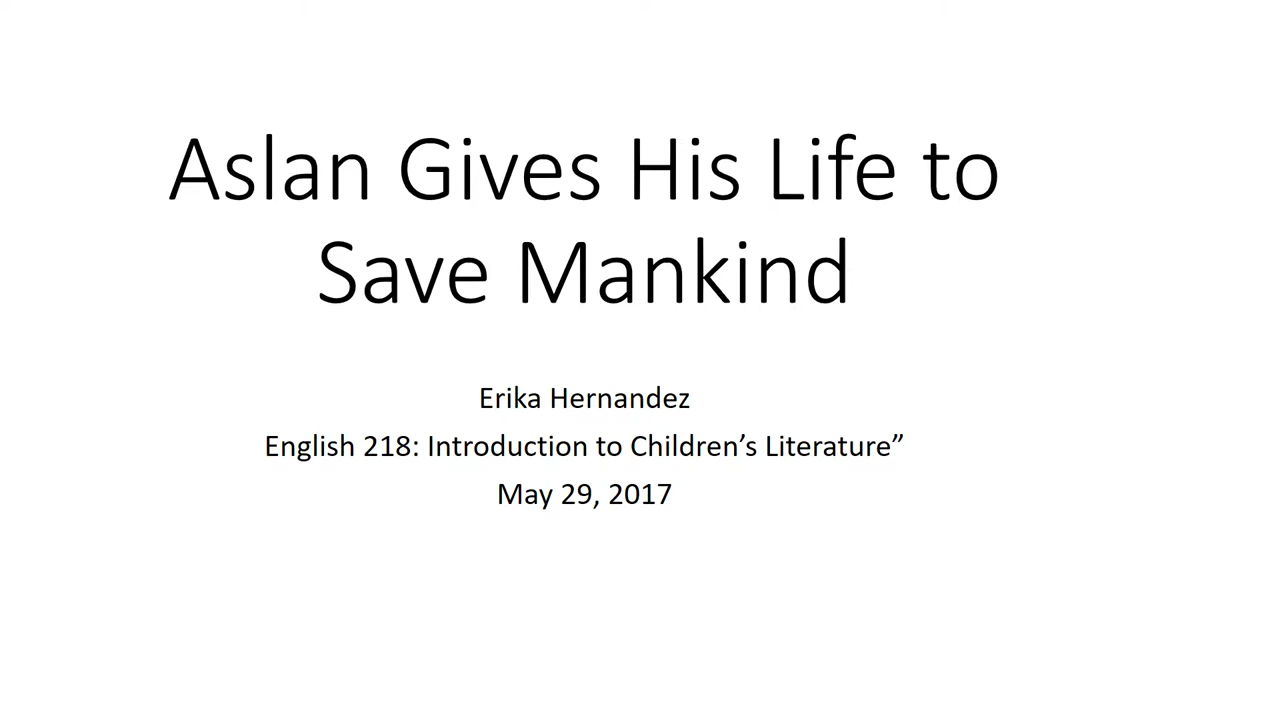 Aslan Gives His Life to
Save Mankind
Erika Hernandez
English 218: Introduction to Children’s Literature”
May 29, 2017